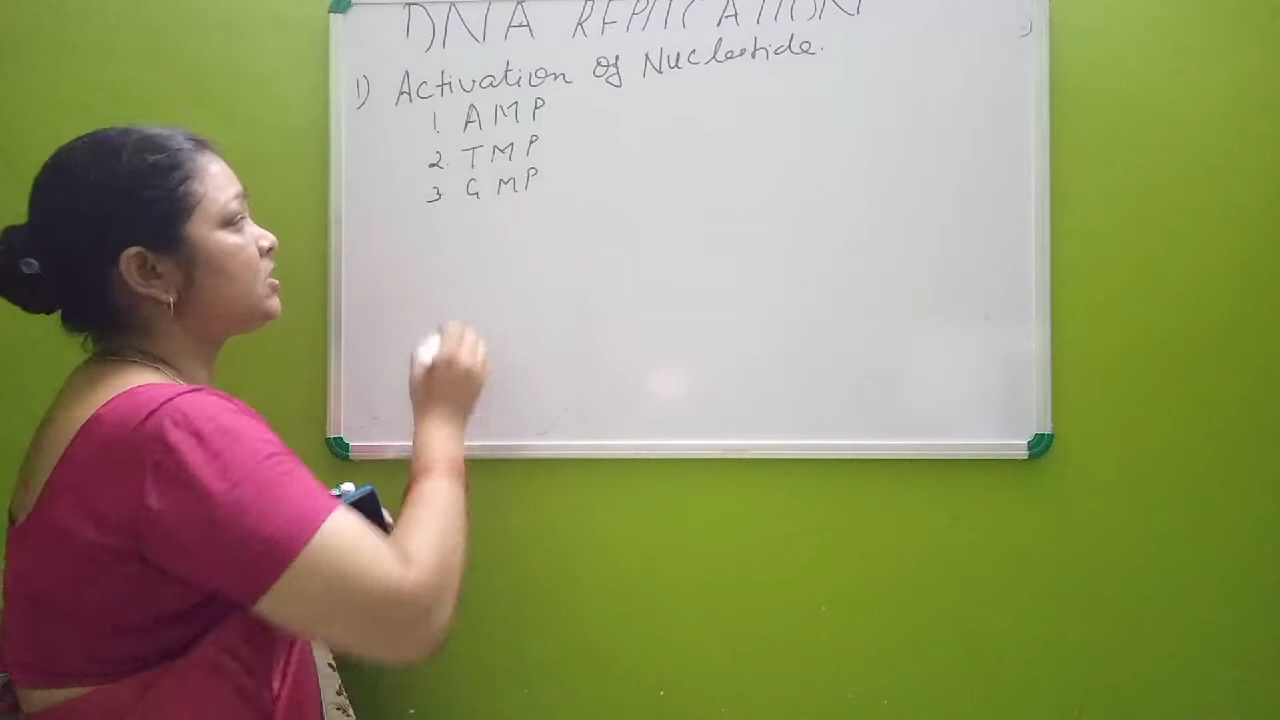 DNA REPLICATION
1) Activation of Nucleotide.
1. AMP
2. TMP
3 GMP